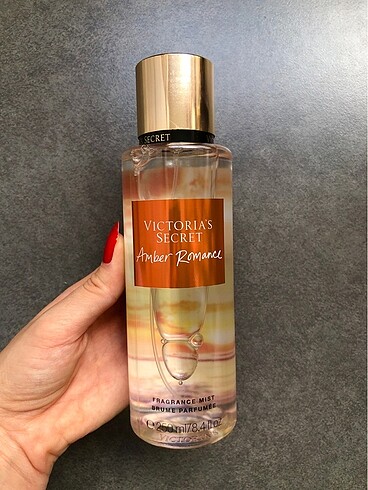 SECRET
VICTORIA'S
SECRET
Amber Romance
FRAGRANCE MIST
BRUME PARFUMÉE
℮ 250 ml/8.4 fl oz